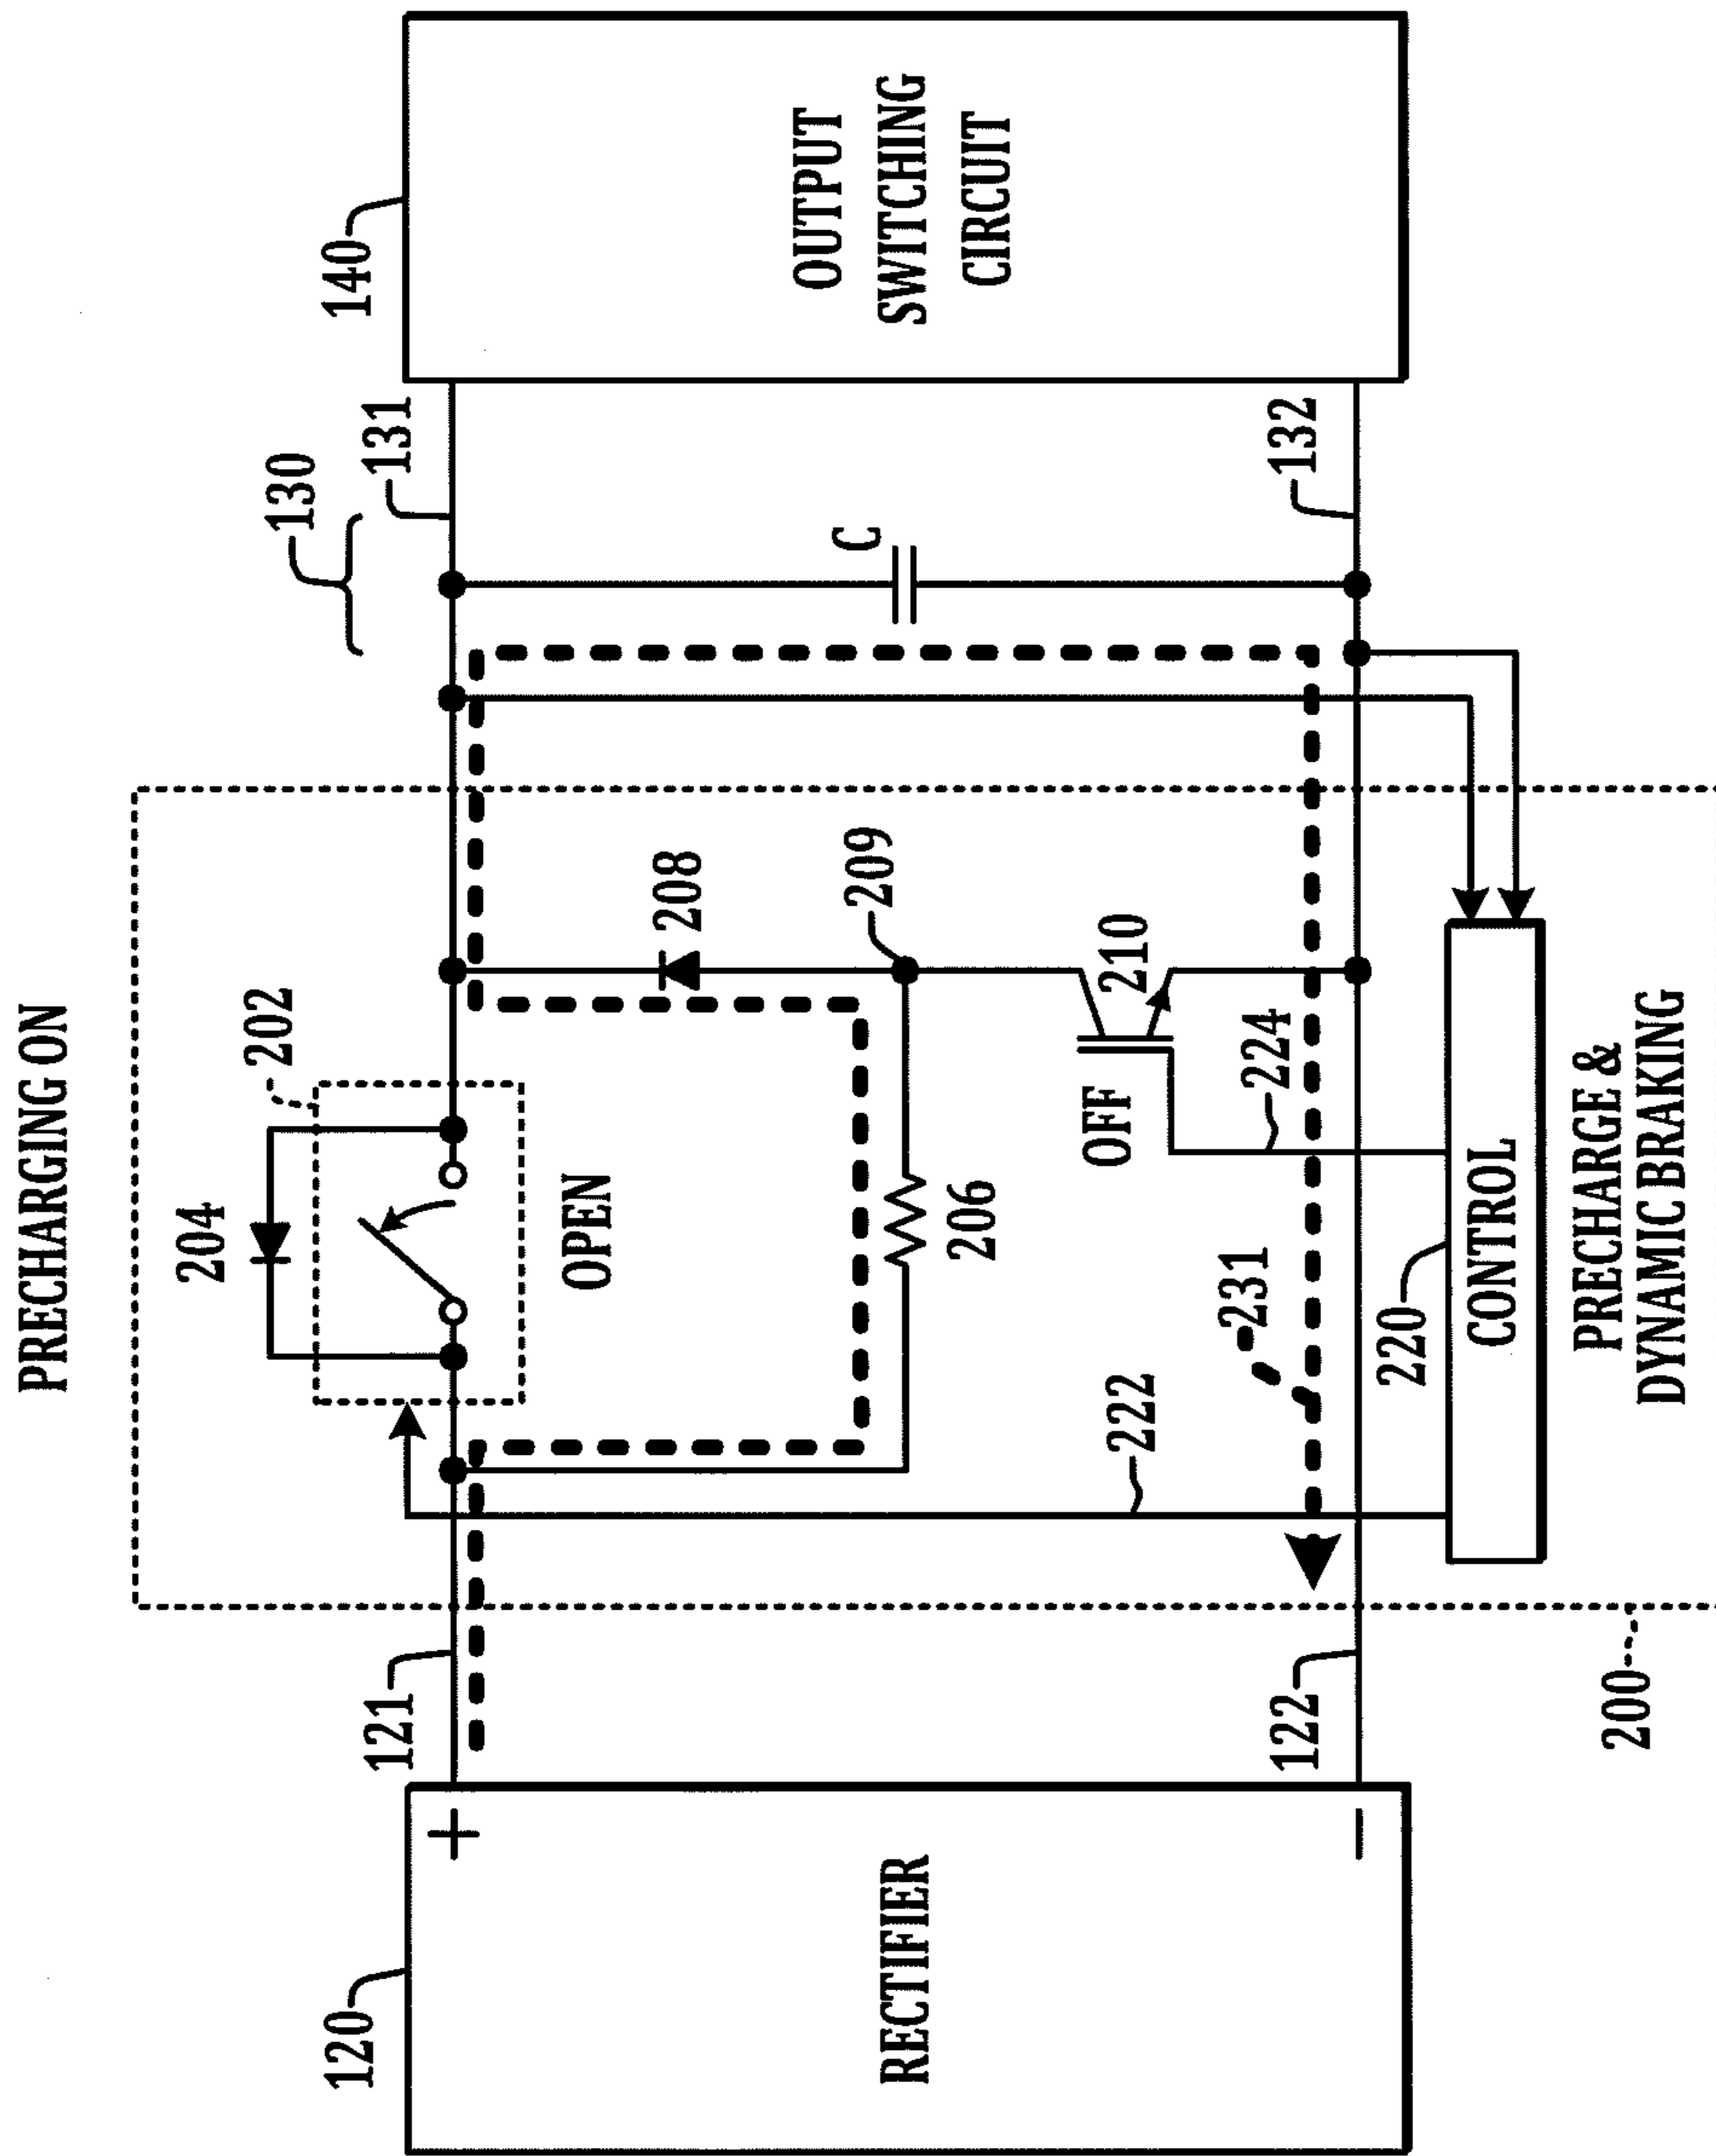 PRECHARGING ON
200
202
204
OPEN
120
RECTIFIER
+
−
121
122
206
208
209
210
OFF
222
224
231
220
CONTROL
PRECHARGE &
DYNAMIC BRAKING
130
131
132
C
140
OUTPUT
SWITCHING
CIRCUIT